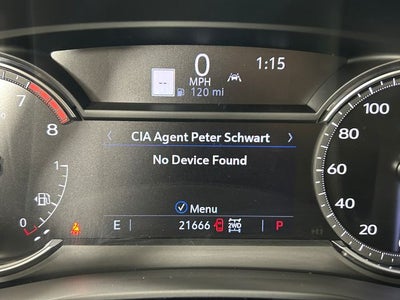 0
MPH
1:15
--
120 mi
7
8
CIA Agent Peter Schwart
No Device Found
1
0
Menu
E
21666
2WD
P
100
80
60
40
20